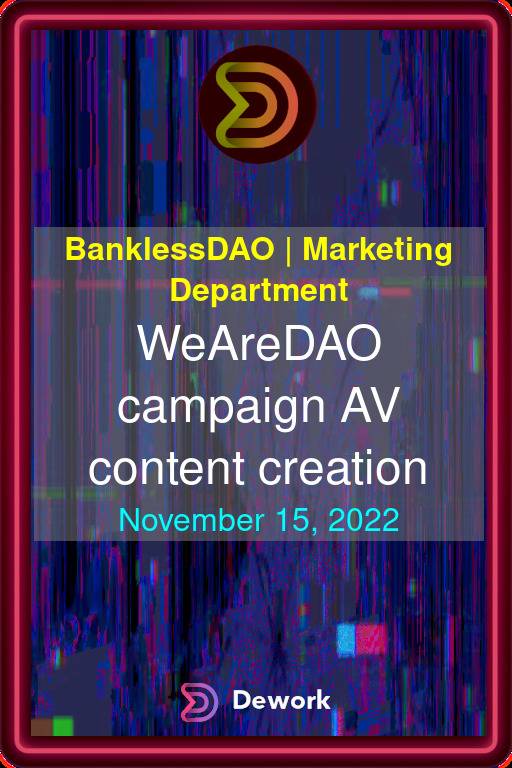 BanklessDAO | Marketing
Department
WeAreDAO
campaign AV
content creation
November 15, 2022
Dework